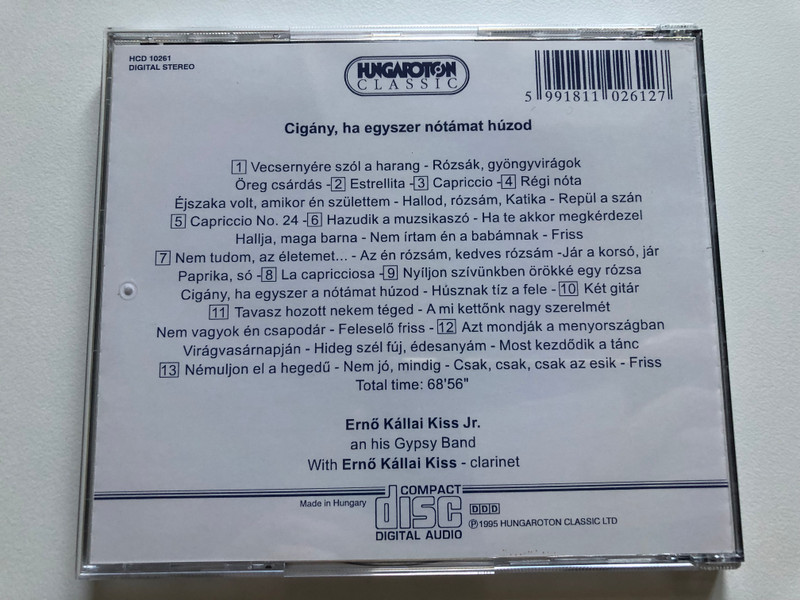 HCD 10261
DIGITAL STEREO
HUNGAROTON
CLASSIC
5 991811 026127
Cigány, ha egyszer nótámat húzod
1 Vecsernyére szól a harang - Rózsák, gyöngyvirágok
Öreg csárdás - 2 Estrellita - 3 Capriccio - 4 Régi nóta
Éjszaka volt, amikor én születtem - Hallod, rózsám, Katika - Repül a szán
5 Capriccio No. 24 - 6 Hazudik a muzsikaszó - Ha te akkor megkérdezel
Hallja, maga barna - Nem írtam én a babámnak - Friss
7 Nem tudom, az életemet... - Az én rózsám, kedves rózsám -Jár a korsó, jár
Paprika, só - 8 La capricciosa - 9 Nyíljon szívünkben örökké egy rózsa
Cigány, ha egyszer a nótámat húzod - Húsznak tíz a fele - 10 Két gitár
11 Tavasz hozott nekem téged - A mi kettőnk nagy szerelmét
Nem vagyok én csapodár - Feleselő friss - 12 Azt mondják a menyországban
Virágvasárnapján - Hideg szél fúj, édesanyám - Most kezdődik a tánc
13 Némuljon el a hegedű - Nem jó, mindig - Csak, csak, csak az esik - Friss
Total time: 68'56"
Ernő Kállai Kiss Jr.
an his Gypsy Band
With Ernő Kállai Kiss - clarinet
Made in Hungary
COMPACT
disc
DIGITAL AUDIO
DDD
℗1995 HUNGAROTON CLASSIC LTD